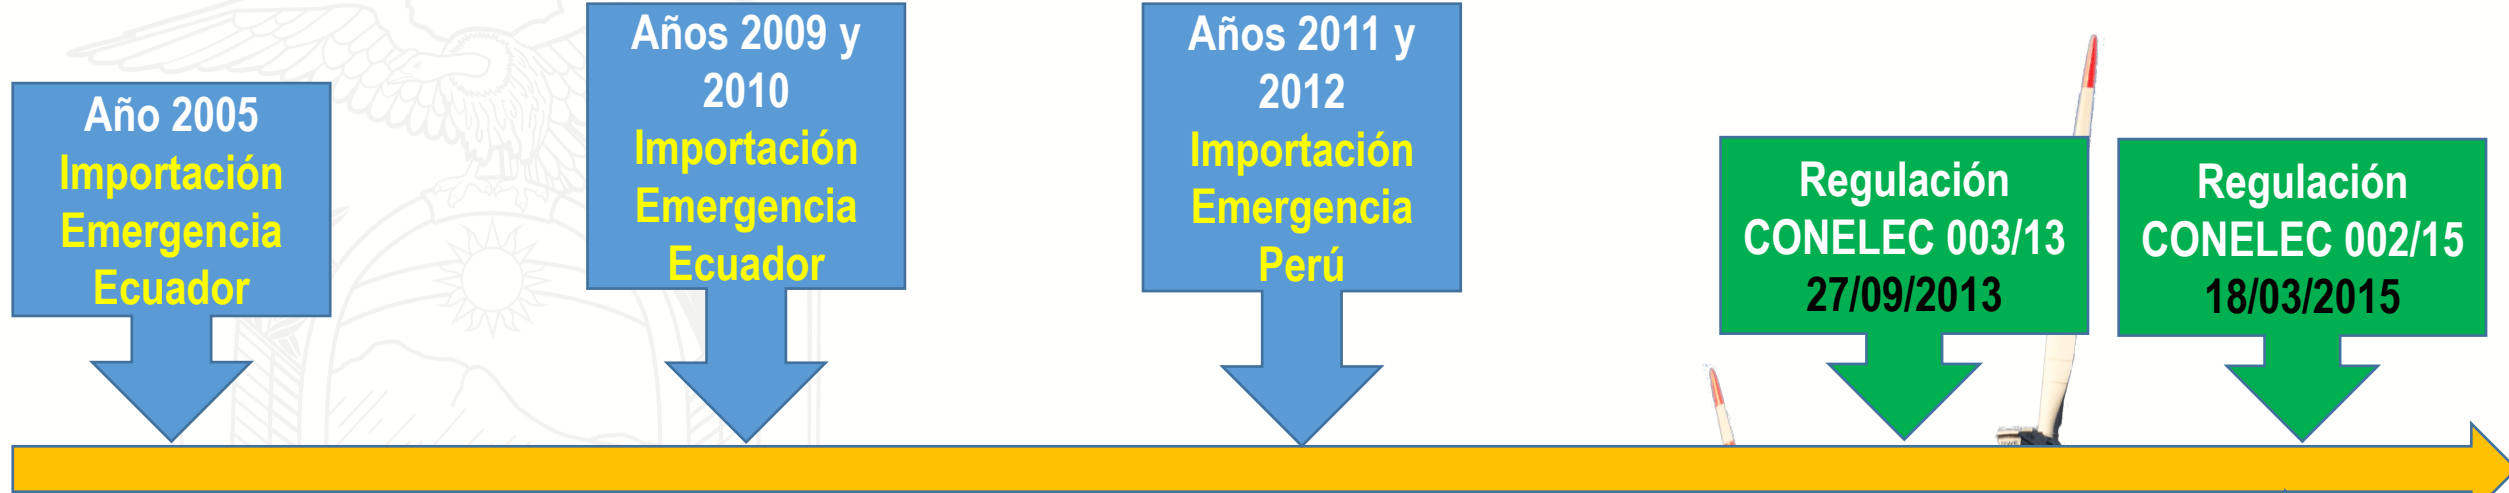 Año 2005
Importación
Emergencia
Ecuador
Años 2009 y
2010
Importación
Emergencia
Ecuador
Años 2011 y
2012
Importación
Emergencia
Perú
Regulación
CONELEC 003/13
27/09/2013
Regulación
CONELEC 002/15
18/03/2015